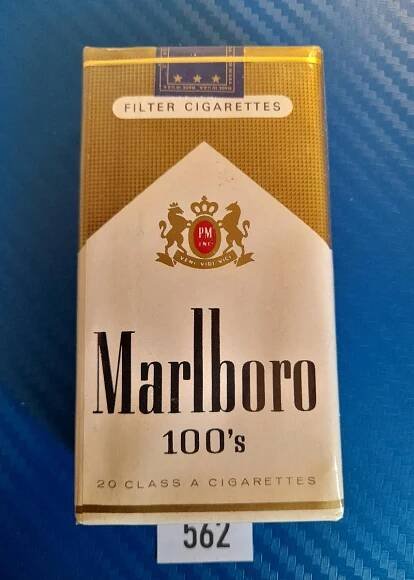 FILTER CIGARETTES
PM
INC
VENI·VIDI·VICI
Marlboro
100's
20 CLASS A CIGARETTES
562